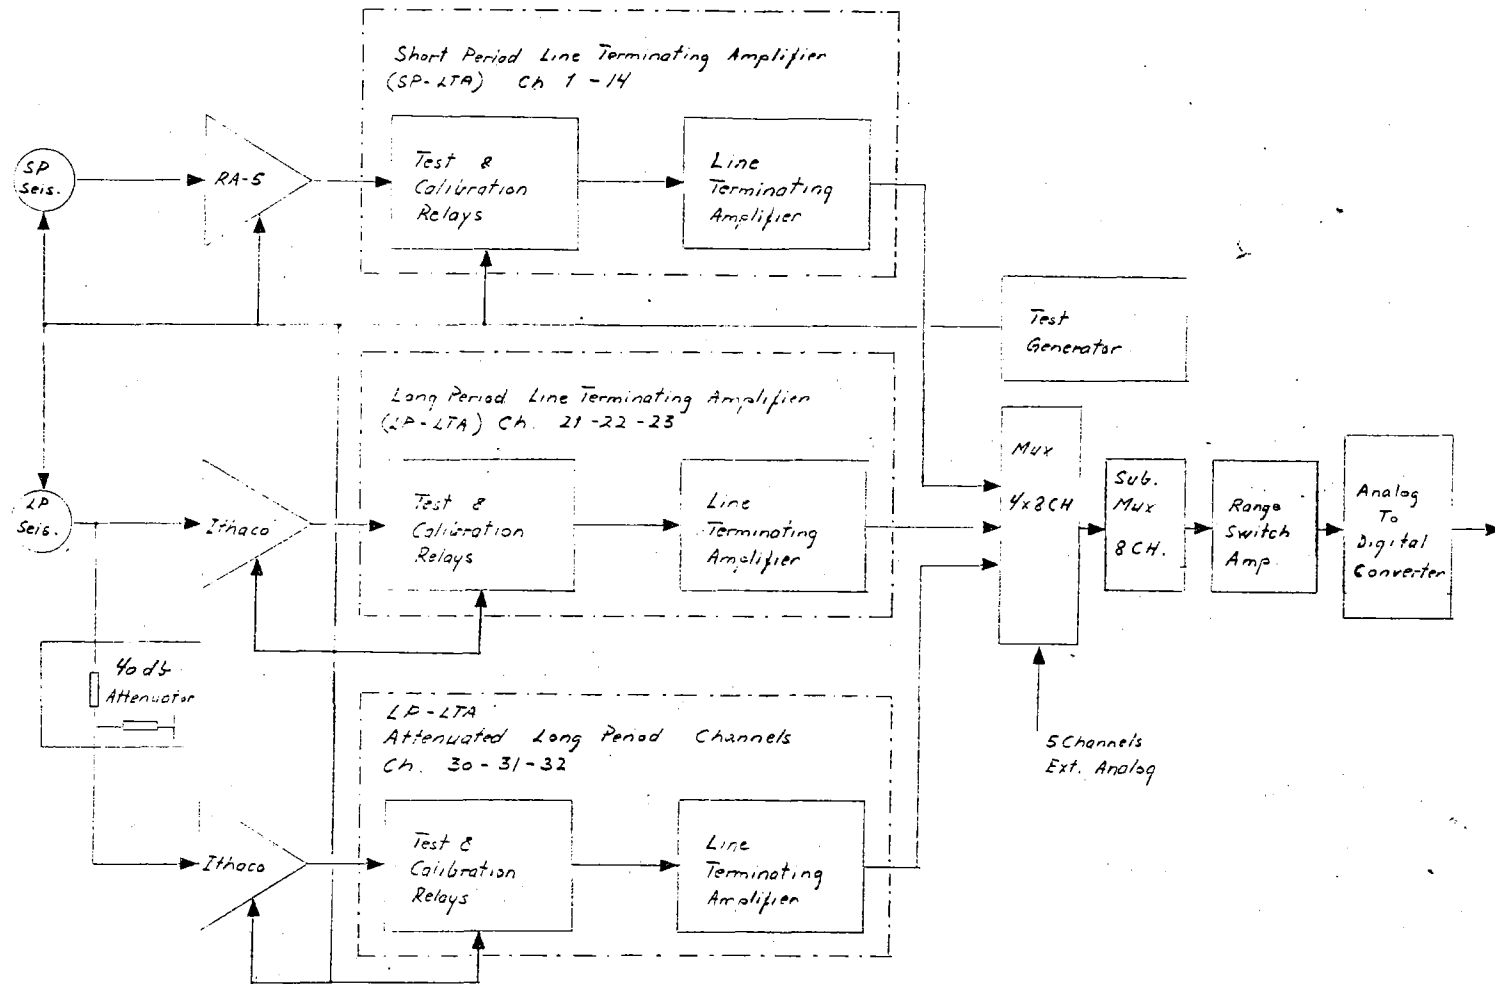 Short Period Line Terminating Amplifier
(SP-LTA) Ch 1-14
SP
Seis.
RA-5
Test &
Calibration
Relays
Line
Terminating
Amplifier
Test
Generator
Long Period Line Terminating Amplifier
(LP-LTA) Ch. 21-22-23
LP
Seis.
Ithaco
Test &
Calibration
Relays
Line
Terminating
Amplifier
Mux
4x8CH
Sub.
Mux
8CH.
Range
Switch
Amp.
Analog
To
Digital
Converter
40 db
Attenuator
LP-LTA
Attenuated Long Period Channels
Ch. 30-31-32
5 Channels
Ext. Analog
Ithaco
Test &
Calibration
Relays
Line
Terminating
Amplifier